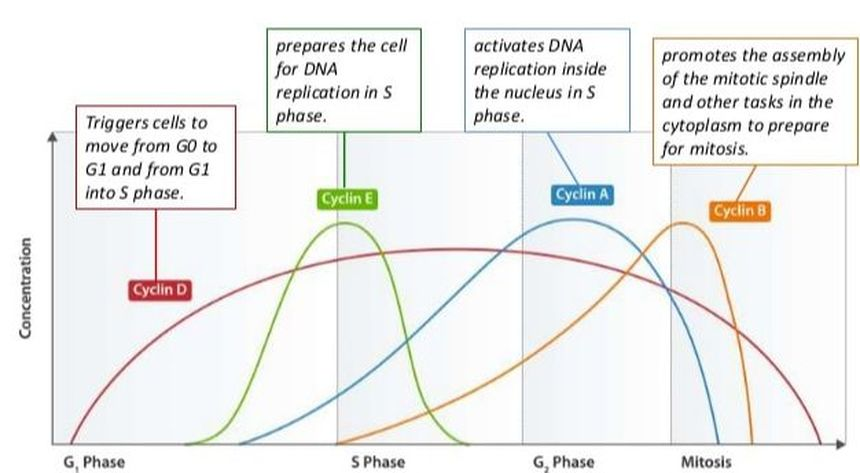 prepares the cell
for DNA
replication in S
phase.
activates DNA
replication inside
the nucleus in S
phase.
promotes the assembly
of the mitotic spindle
and other tasks in the
cytoplasm to prepare
for mitosis.
Triggers cells to
move from G0 to
G1 and from G1
into S phase.
Cyclin E
Cyclin A
Cyclin B
Cyclin D
Concentration
G₁ Phase
S Phase
G₂ Phase
Mitosis